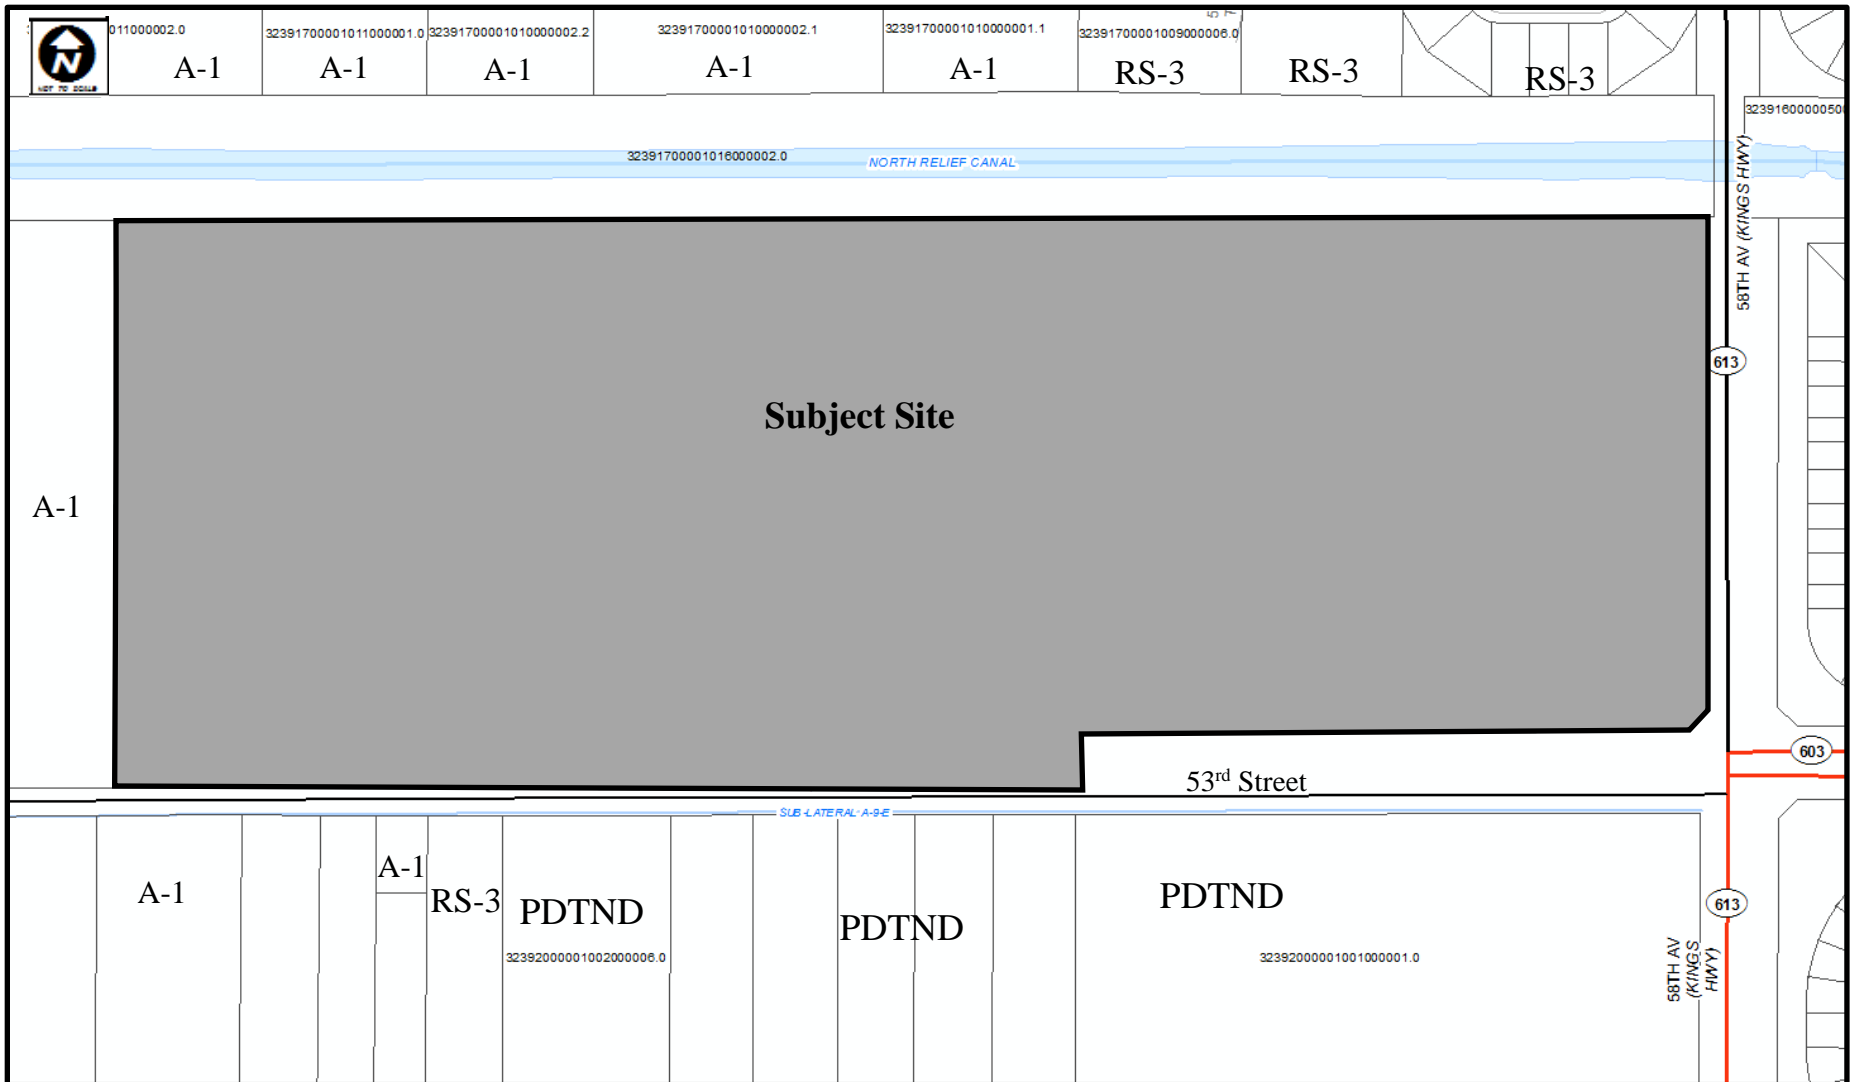 011000002.0
32391700001011000001.0
32391700001010000002.2
32391700001010000002.1
32391700001010000001.1
32391700001009000006.0
N
NOT TO SCALE
A-1
A-1
A-1
A-1
A-1
RS-3
RS-3
RS-3
32391700001016000002.0
NORTH RELIEF CANAL
58TH AV (KINGS HWY)
613
Subject Site
A-1
603
53rd Street
SUB-LATERAL A-9-E
A-1
A-1
RS-3
PDTND
PDTND
PDTND
32392000001002000006.0
32392000001001000001.0
613
58TH AV
(KINGS
HWY)